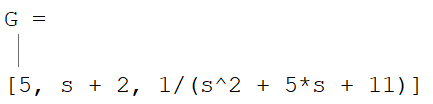 G =
[5, s + 2, 1/(s^2 + 5*s + 11)]